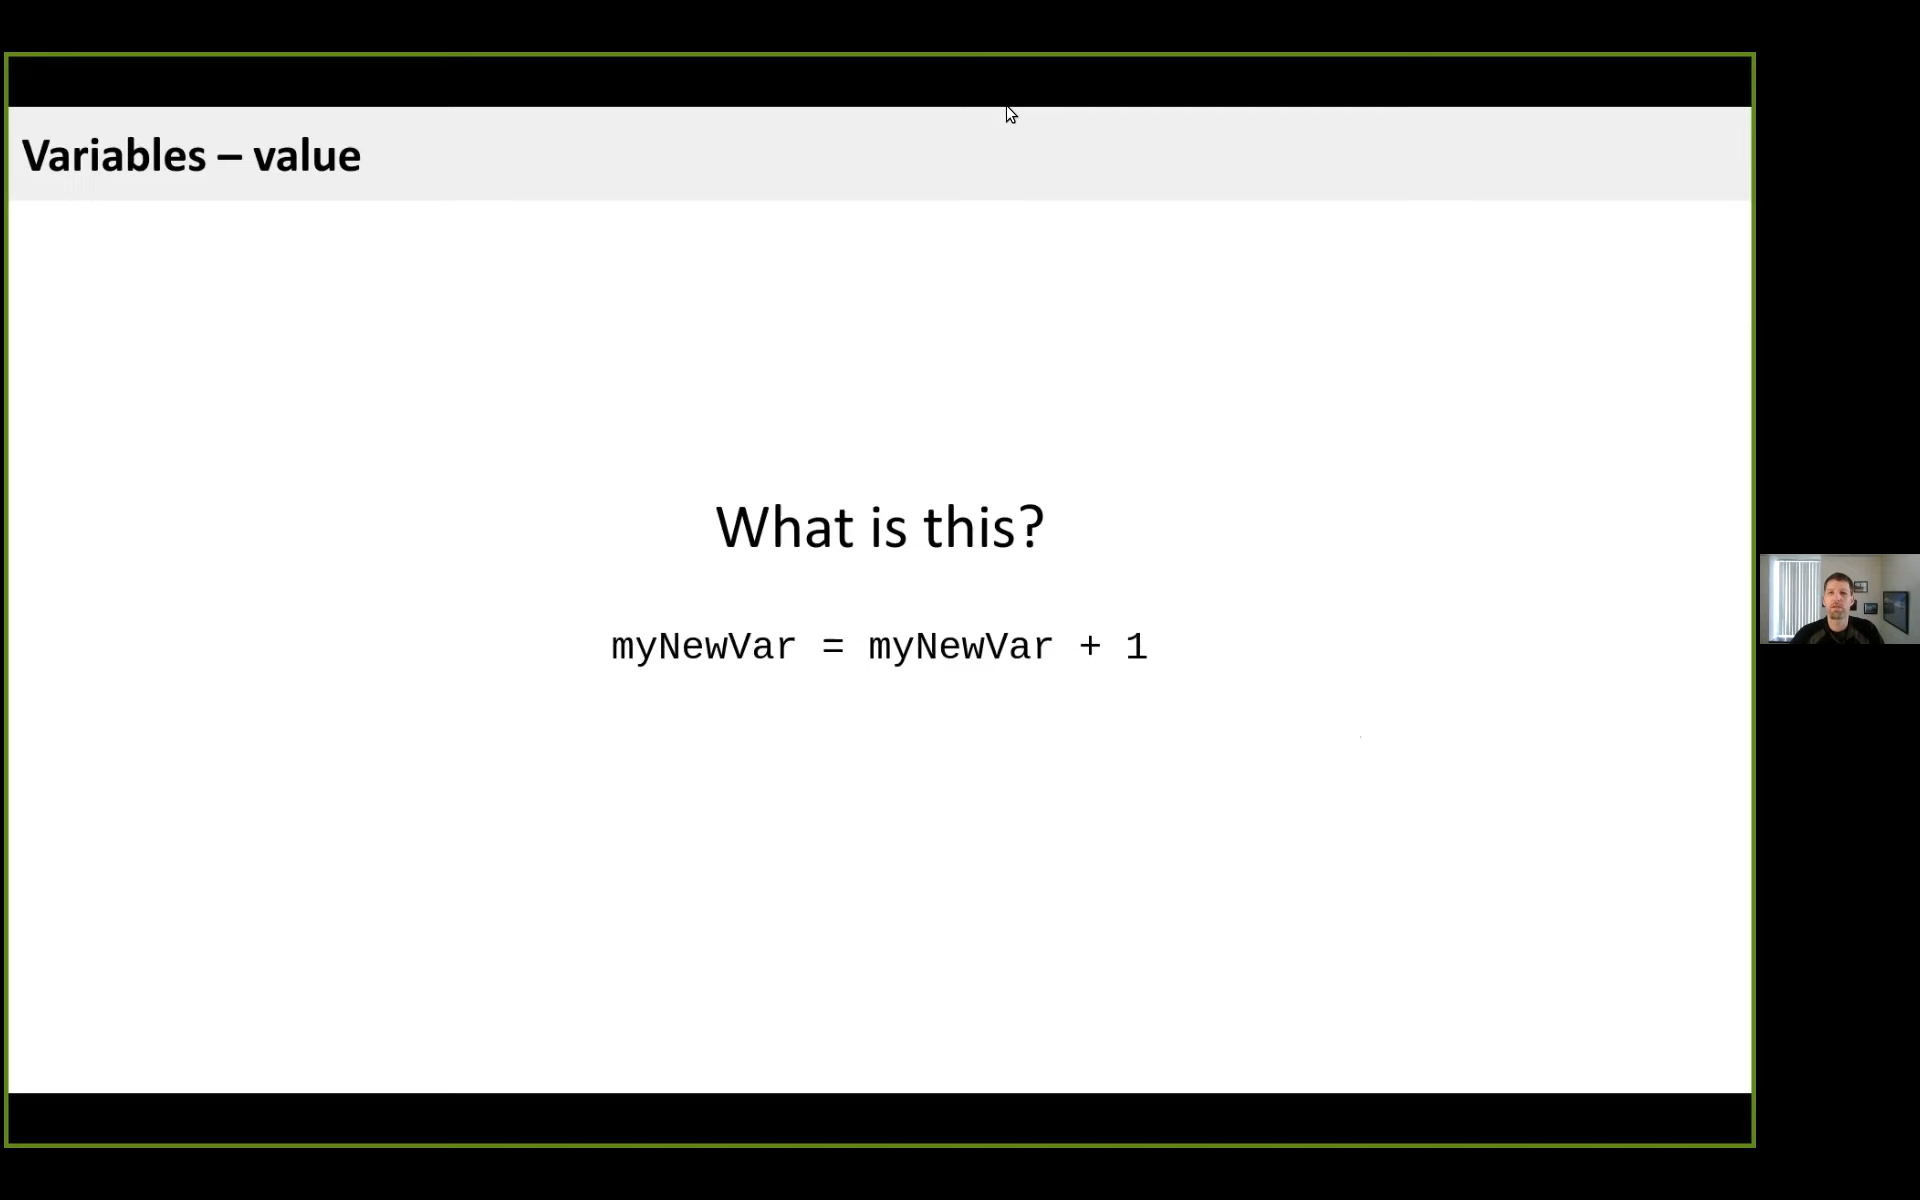 Variables – value
What is this?
myNewVar = myNewVar + 1